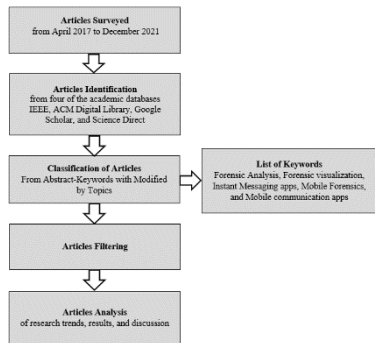 Articles Surveyed
from April 2017 to December 2021
Articles Identification
from four of the academic databases
IEEE, ACM Digital Library, Google
Scholar, and Science Direct
Classification of Articles
From Abstract-Keywords with Modified
by Topics
List of Keywords
Forensic Analysis, Forensic visualization,
Instant Messaging apps, Mobile Forensics,
and Mobile communication apps
Articles Filtering
Articles Analysis
of research trends, results, and discussion